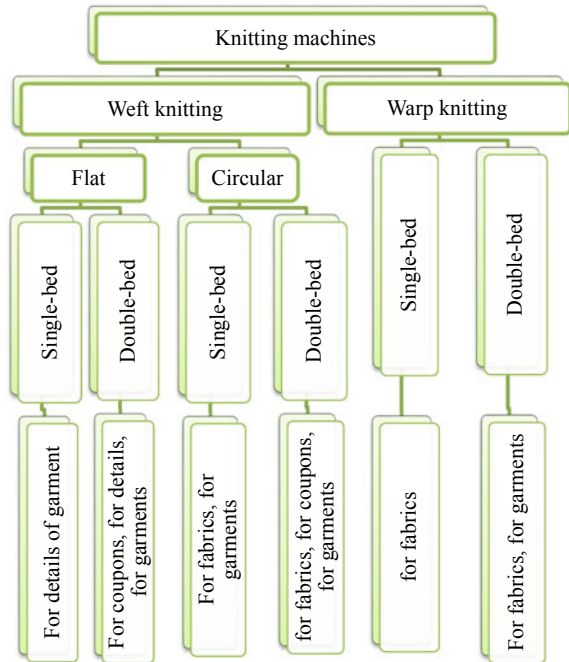 Knitting machines
Weft knitting
Warp knitting
Flat
Circular
Single-bed
Double-bed
Single-bed
Double-bed
Single-bed
Double-bed
For details of garment
For coupons, for details,
for garments
For fabrics, for
garments
for fabrics, for coupons,
for garments
for fabrics
For fabrics, for garments